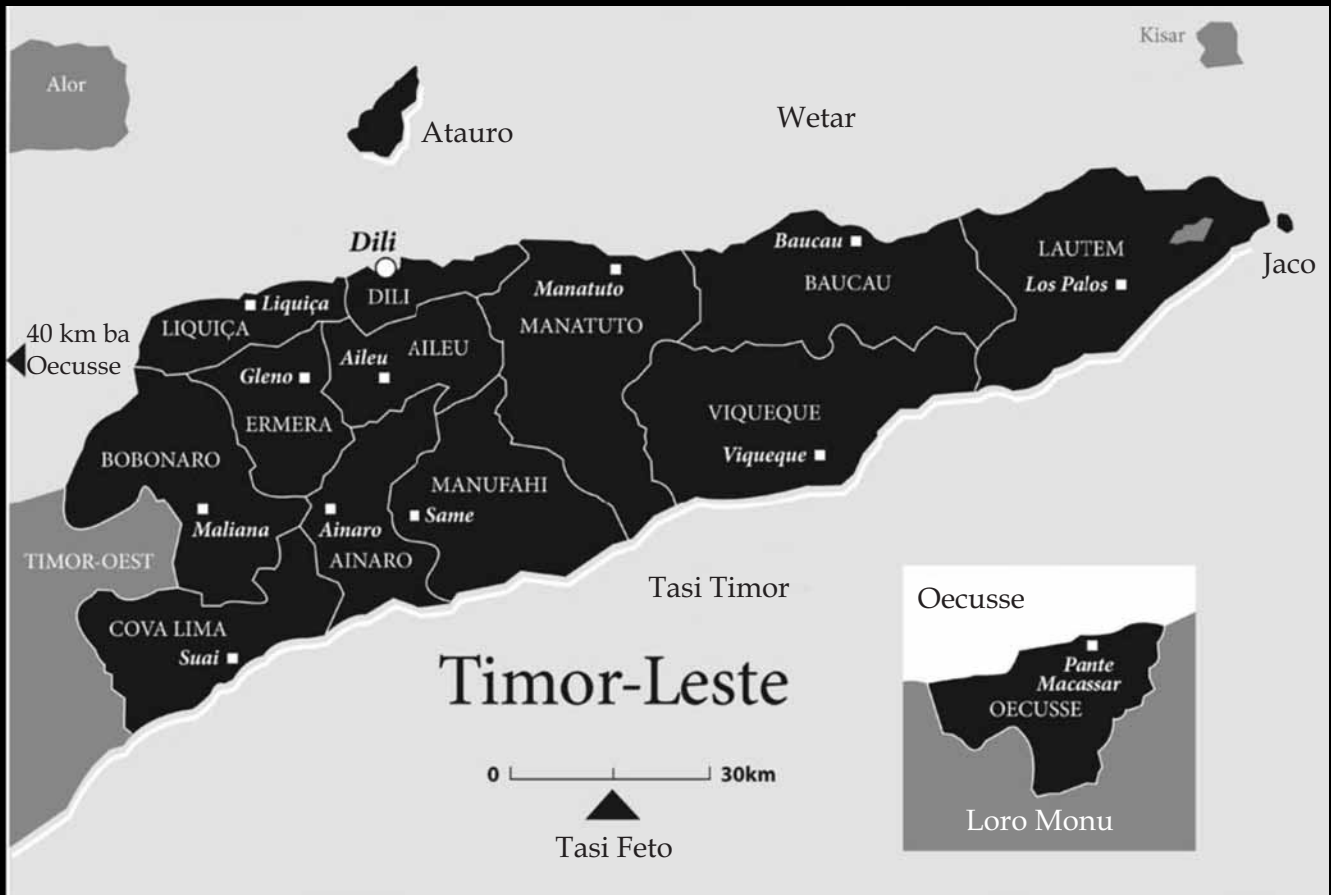 Kisar
Alor
Wetar
Atauro
Dili
Baucau
LAUTEM
Jaco
Manatuto
BAUCAU
Los Palos
DILI
Liquiça
LIQUIÇA
MANATUTO
40 km ba
Oecusse
Aileu
AILEU
Gleno
ERMERA
VIQUEQUE
Viqueque
BOBONARO
MANUFAHI
Maliana
Ainaro
Same
TIMOR-OEST
AINARO
Tasi Timor
COVA LIMA
Suai
Timor-Leste
0 30km
Tasi Feto
Oecusse
Pante
Macassar
OECUSSE
Loro Monu